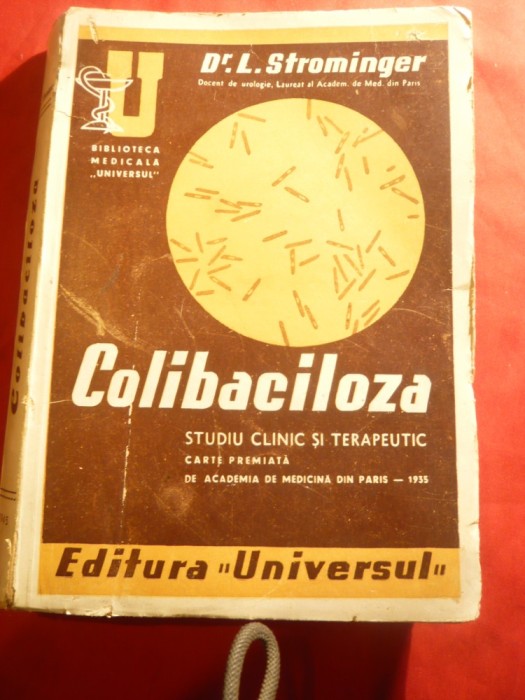 U
Dr. L. Strominger
Docent de urologie, Laureat al Academ. de Med. din Paris
BIBLIOTECA
MEDICALA
„UNIVERSUL"
Colibaciloza
STUDIU CLINIC ȘI TERAPEUTIC
CARTE PREMIATĂ
DE ACADEMIA DE MEDICINĂ DIN PARIS — 1935
Editura „Universul"
Colibaciloza